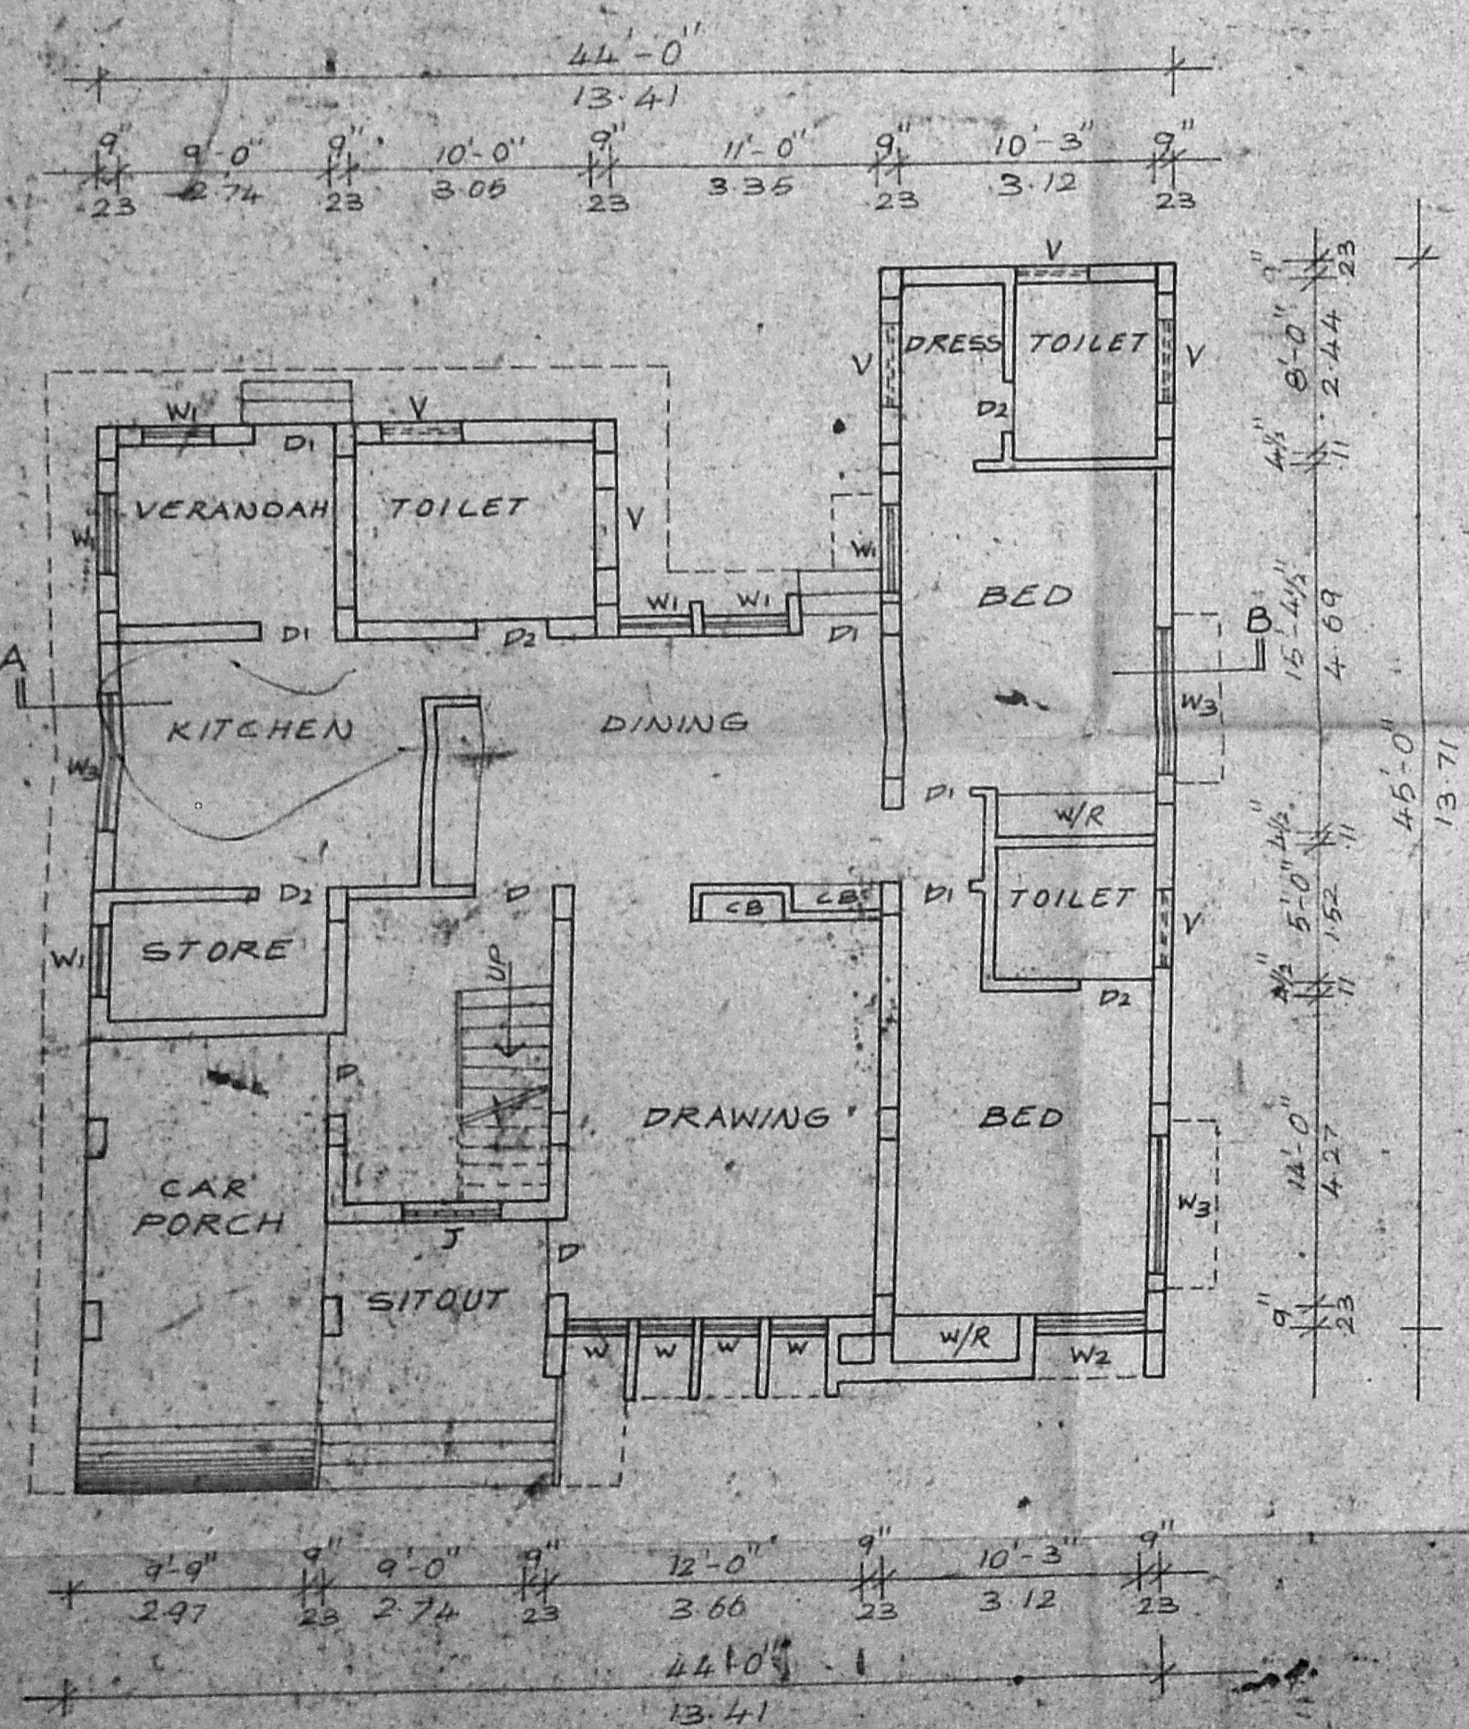 44'-0"
13.41
9" 9'-0" 9" 10'-0" 9" 11'-0" 9" 10'-3" 9"
23 2.74 23 3.05 23 3.35 23 3.12 23
V
V DRESS TOILET V
D2
W1 D1 V
VERANDAH TOILET V
W1
W1
W1 W1
D1 D2 D1
BED
A
B
KITCHEN DINING
W3
W3
D1 W/R
D2 D CB CB D1 TOILET V
W1 STORE
UP
D2
D
DRAWING BED
CAR
PORCH
J
W3
D
SITOUT
W W W W W/R W2
9" 23
8'-0" 2.44
4½" 11
15'-4½" 4.69
4½" 11
5'-0" 152
4½" 11
14'-0" 4.27
9" 23
45'-0"
13.71
9'-9" 9" 9'-0" 9" 12'-0" 9" 10'-3" 9"
2.97 23 2.74 23 3.66 23 3.12 23
44'-0"
13.41